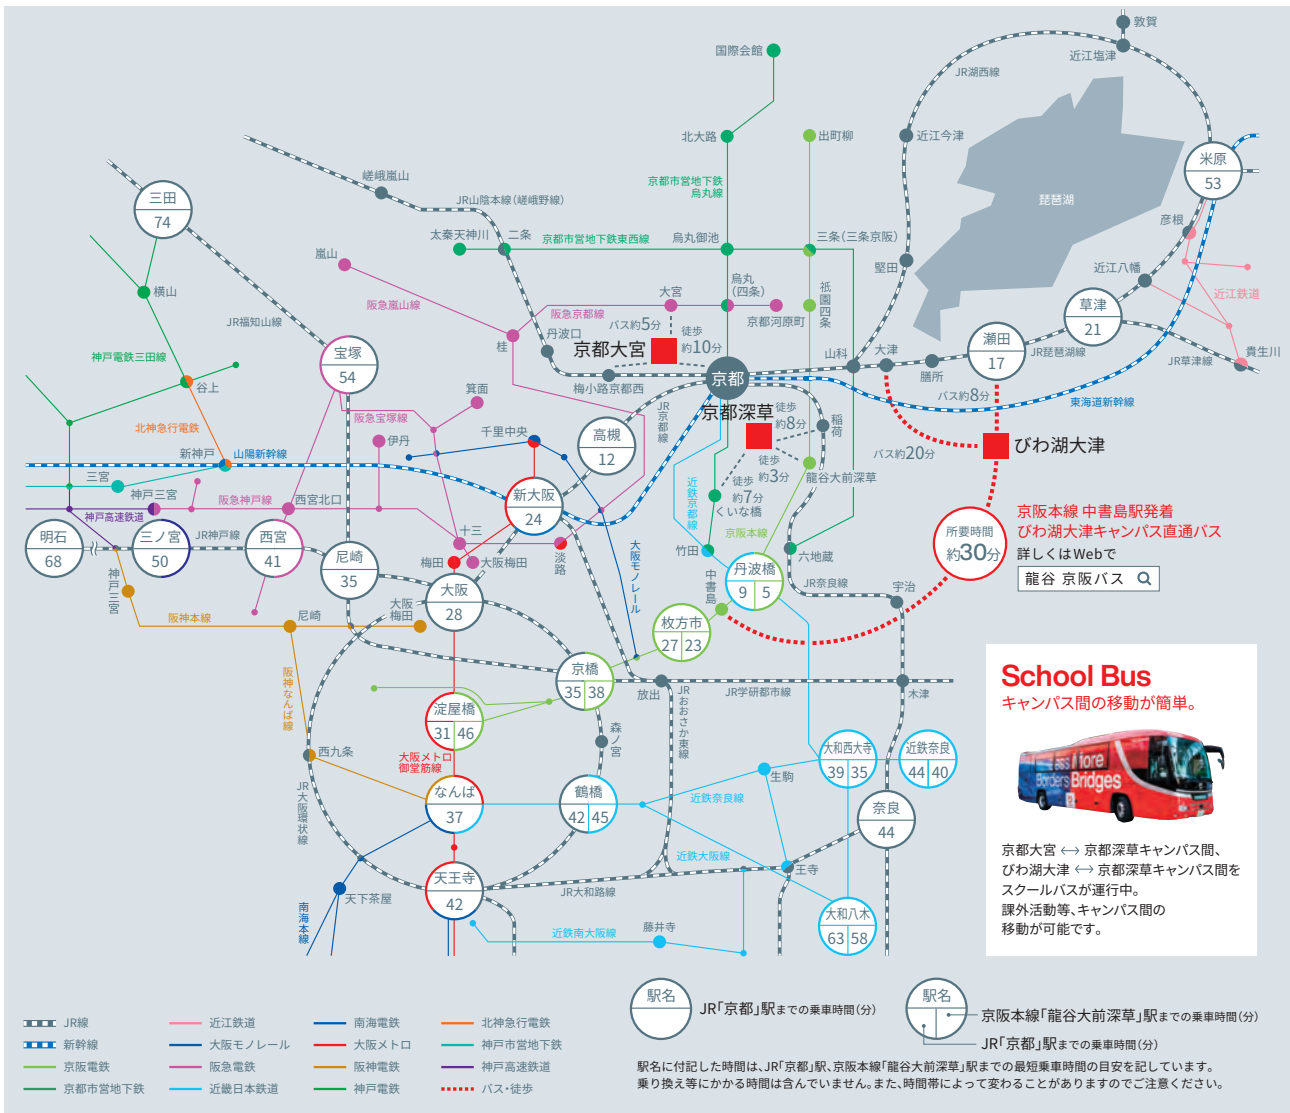 国際会館
敦賀
近江塩津
JR湖西線
北大路
出町柳
近江今津
米原
53
嵯峨嵐山
京都市営地下鉄
烏丸線
JR山陰本線（嵯峨野線）
三田
74
琵琶湖
彦根
太秦天神川
二条
京都市営地下鉄東西線
烏丸御池
三条（三条京阪）
嵐山
堅田
近江八幡
横山
阪急嵐山線
大宮
烏丸
（四条）
祇園四条
近江鉄道
草津
21
JR福知山線
阪急京都線
京都河原町
バス約5分
徒歩
約10分
丹波口
桂
京都大宮
山科
大津
瀬田
17
JR琵琶湖線
膳所
JR草津線
貴生川
神戸電鉄三田線
宝塚
54
谷上
梅小路京都西
京都
バス約8分
東海道新幹線
箕面
阪急宝塚線
JR京都線
京都深草
徒歩
約8分
稲荷
北神急行電鉄
伊丹
千里中央
高槻
12
びわ湖大津
バス約20分
新神戸
山陽新幹線
徒歩
約3分
龍谷大前深草
三宮
徒歩
約7分
くいな橋
神戸三宮
阪急神戸線
西宮北口
新大阪
24
近鉄京都線
京阪本線
京阪本線 中書島駅発着
びわ湖大津キャンパス直通バス
詳しくはWebで
龍谷 京阪バス
所要時間
約30分
神戸高速鉄道
明石
68
三ノ宮
50
JR神戸線
西宮
41
尼崎
35
十三
梅田
大阪梅田
淡路
大阪モノレール
竹田
六地蔵
丹波橋
9
5
中書島
JR奈良線
宇治
神戸三宮
大阪
28
大阪
梅田
阪神本線
尼崎
枚方市
27
23
京橋
35
38
放出
JR学研都市線
木津
阪神なんば線
淀屋橋
31
46
森ノ宮
JRおおさか東線
西九条
大阪メトロ
御堂筋線
大和西大寺
39
35
近鉄奈良
44
40
なんば
37
鶴橋
42
45
生駒
近鉄奈良線
JR大阪環状線
奈良
44
近鉄大阪線
王寺
天王寺
42
天下茶屋
JR大和路線
南海本線
近鉄南大阪線
藤井寺
大和八木
63
58
School Bus
キャンパス間の移動が簡単。
京都大宮 ↔ 京都深草キャンパス間、
びわ湖大津 ↔ 京都深草キャンパス間を
スクールバスが運行中。
課外活動等、キャンパス間の
移動が可能です。
JR線
近江鉄道
南海電鉄
北神急行電鉄
新幹線
大阪モノレール
大阪メトロ
神戸市営地下鉄
京阪電鉄
阪急電鉄
阪神電鉄
神戸高速鉄道
京都市営地下鉄
近畿日本鉄道
神戸電鉄
バス・徒歩
駅名
JR「京都」駅までの乗車時間（分）
駅名
京阪本線「龍谷大前深草」駅までの乗車時間（分）
JR「京都」駅までの乗車時間（分）
駅名に付記した時間は、JR「京都」駅、京阪本線「龍谷大前深草」駅までの最短乗車時間の目安を記しています。
乗り換え等にかかる時間は含んでいません。また、時間帯によって変わることがありますのでご注意ください。